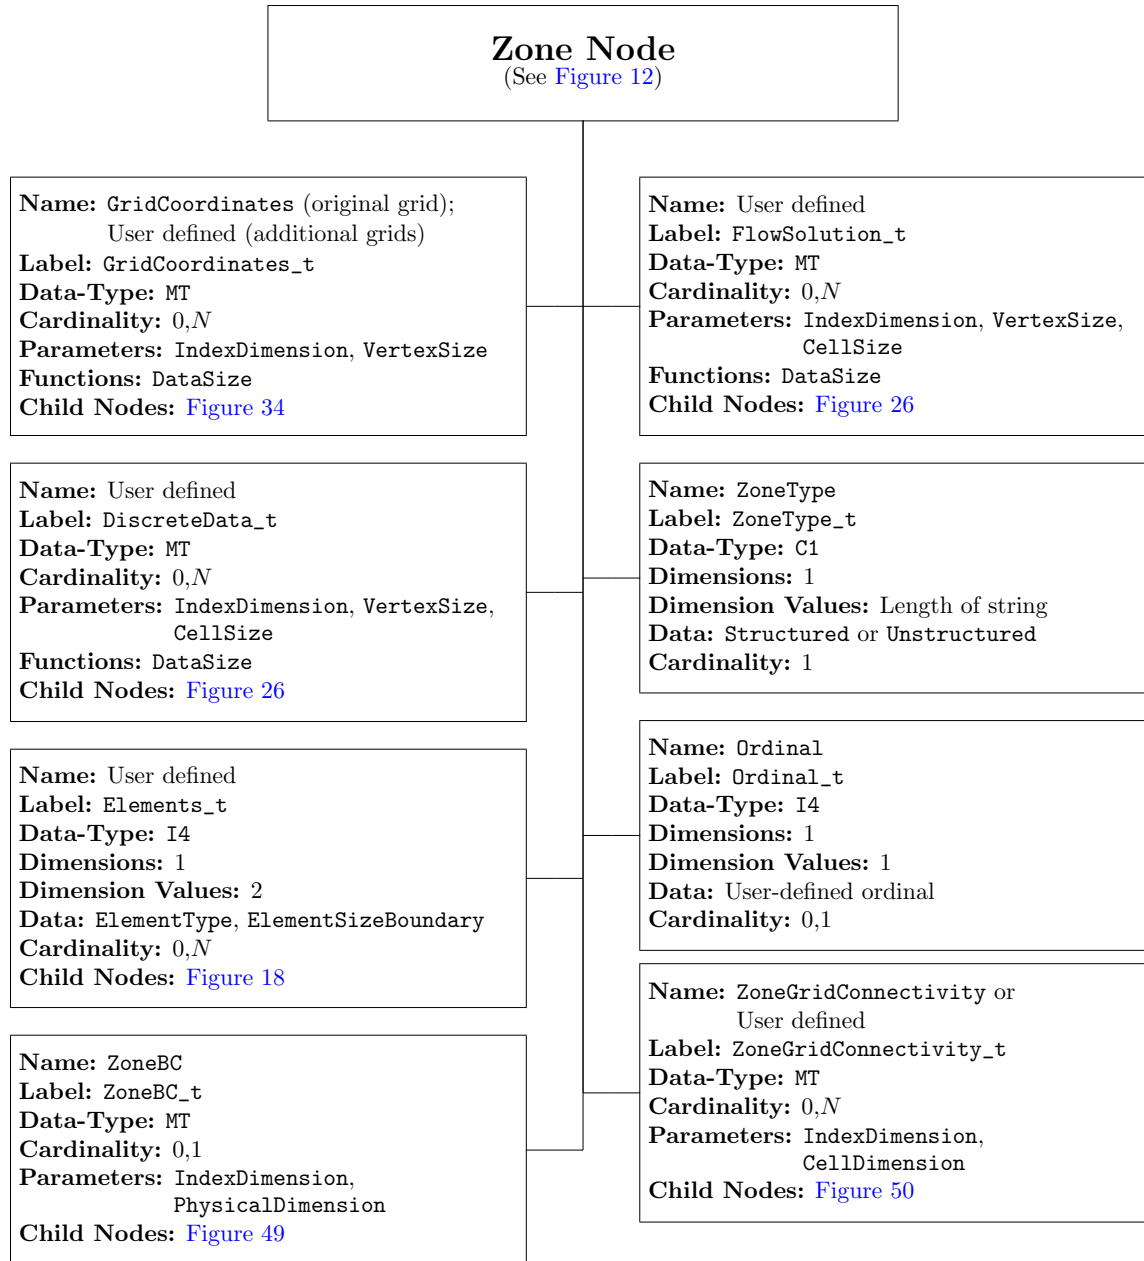 Zone Node
(See Figure 12)
Name: GridCoordinates (original grid);
User defined (additional grids)
Label: GridCoordinates_t
Data-Type: MT
Cardinality: 0,N
Parameters: IndexDimension, VertexSize
Functions: DataSize
Child Nodes: Figure 34
Name: User defined
Label: FlowSolution_t
Data-Type: MT
Cardinality: 0,N
Parameters: IndexDimension, VertexSize,
CellSize
Functions: DataSize
Child Nodes: Figure 26
Name: User defined
Label: DiscreteData_t
Data-Type: MT
Cardinality: 0,N
Parameters: IndexDimension, VertexSize,
CellSize
Functions: DataSize
Child Nodes: Figure 26
Name: ZoneType
Label: ZoneType_t
Data-Type: C1
Dimensions: 1
Dimension Values: Length of string
Data: Structured or Unstructured
Cardinality: 1
Name: User defined
Label: Elements_t
Data-Type: I4
Dimensions: 1
Dimension Values: 2
Data: ElementType, ElementSizeBoundary
Cardinality: 0,N
Child Nodes: Figure 18
Name: Ordinal
Label: Ordinal_t
Data-Type: I4
Dimensions: 1
Dimension Values: 1
Data: User-defined ordinal
Cardinality: 0,1
Name: ZoneBC
Label: ZoneBC_t
Data-Type: MT
Cardinality: 0,1
Parameters: IndexDimension,
PhysicalDimension
Child Nodes: Figure 49
Name: ZoneGridConnectivity or
User defined
Label: ZoneGridConnectivity_t
Data-Type: MT
Cardinality: 0,N
Parameters: IndexDimension,
CellDimension
Child Nodes: Figure 50